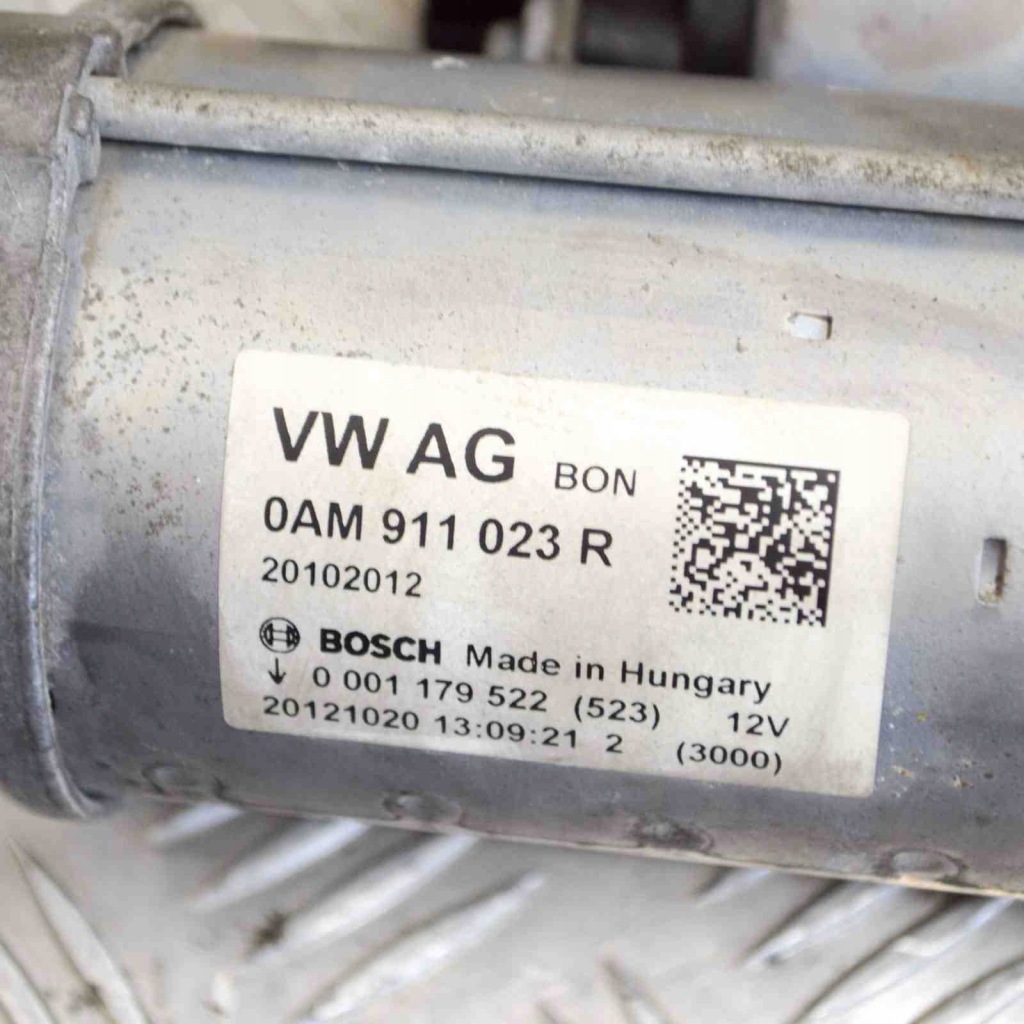 VW AG BON
0AM 911 023 R
20102012
BOSCH Made in Hungary
↓ 0 001 179 522 (523) 12V
20121020 13:09:21 2 (3000)